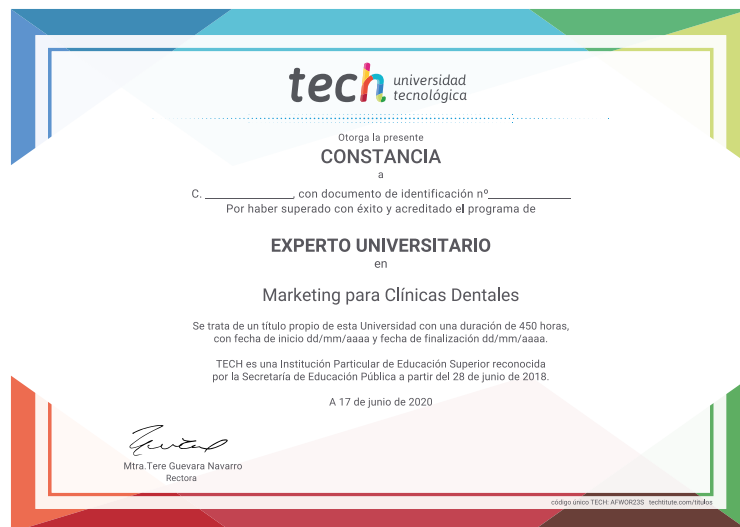 tech universidad
tecnológica
Otorga la presente
CONSTANCIA
a
C. ______________, con documento de identificación nº_____________
Por haber superado con éxito y acreditado el programa de
EXPERTO UNIVERSITARIO
en
Marketing para Clínicas Dentales
Se trata de un título propio de esta Universidad con una duración de 450 horas,
con fecha de inicio dd/mm/aaaa y fecha de finalización dd/mm/aaaa.
TECH es una Institución Particular de Educación Superior reconocida
por la Secretaría de Educación Pública a partir del 28 de junio de 2018.
A 17 de junio de 2020
Mtra.Tere Guevara Navarro
Rectora
código único TECH: AFWOR23S techtitute.com/titulos